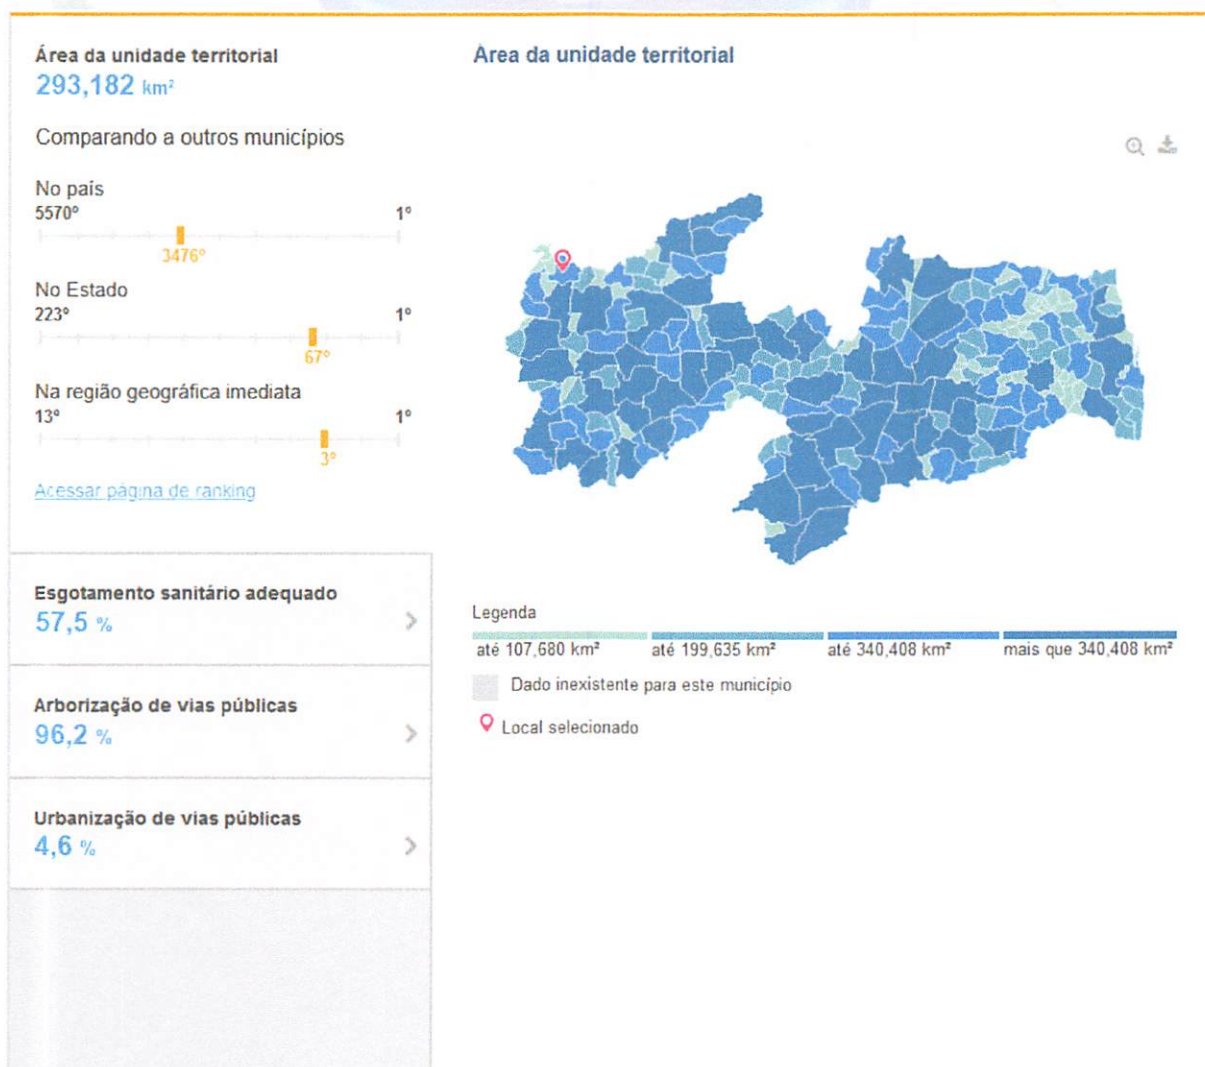 Área da unidade territorial
293,182 km²
Comparando a outros municípios
No país
5570º 1º
3476º
No Estado
223º 1º
67º
Na região geográfica imediata
13º 1º
3º
Acessar página de ranking
Esgotamento sanitário adequado
57,5 %
Arborização de vias públicas
96,2 %
Urbanização de vias públicas
4,6 %
Área da unidade territorial
Legenda
até 107,680 km² até 199,635 km² até 340,408 km² mais que 340,408 km²
Dado inexistente para este município
Local selecionado